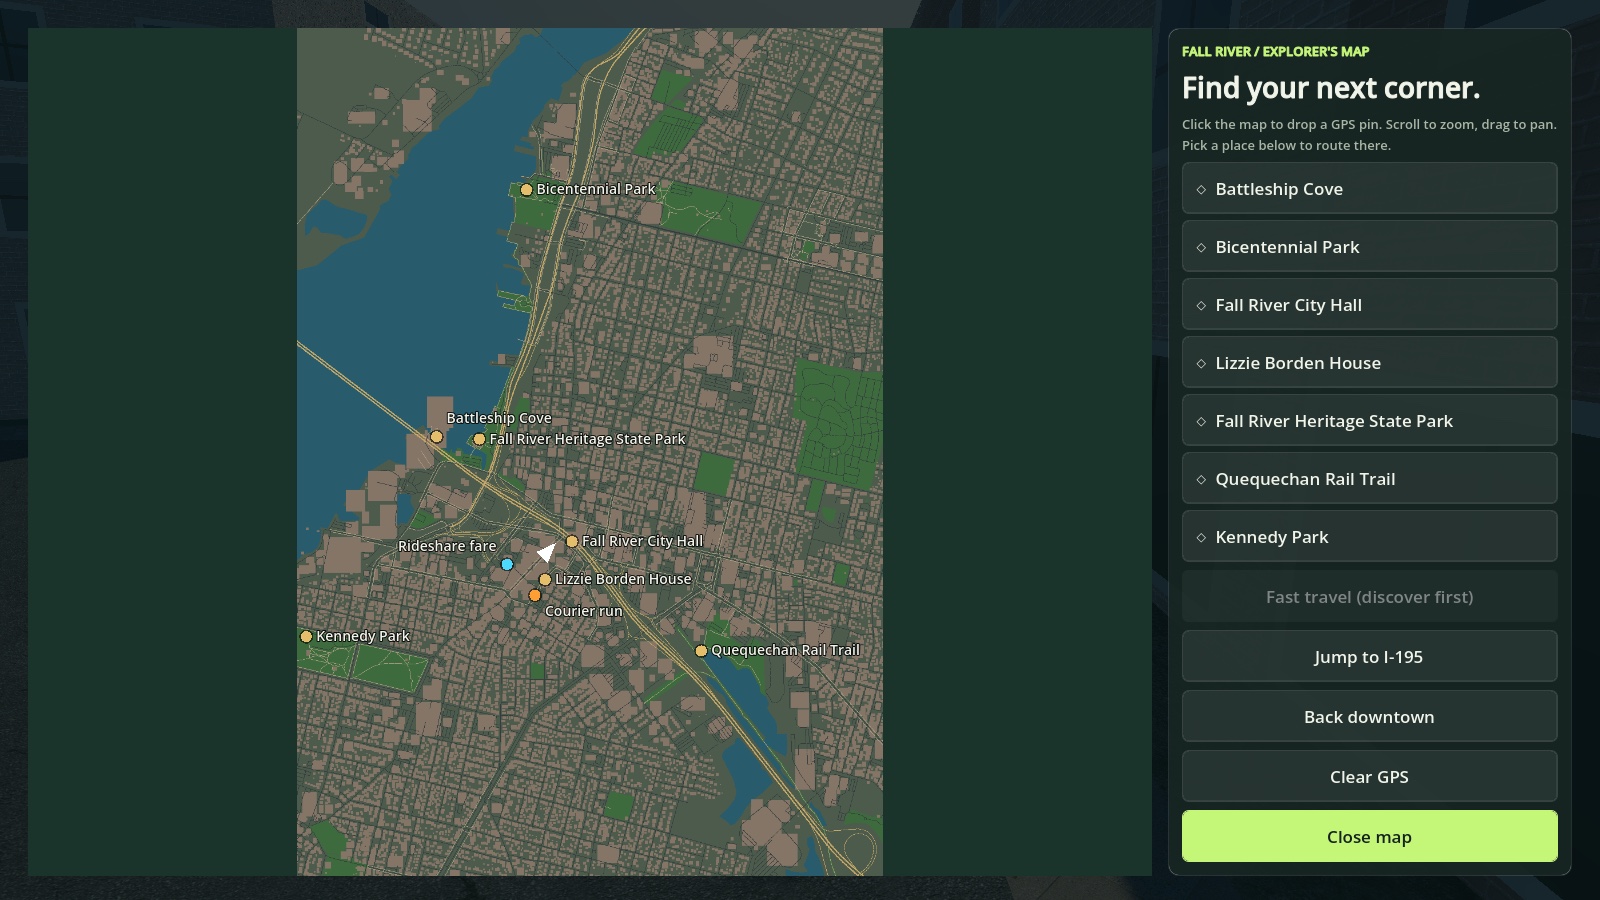 FALL RIVER / EXPLORER'S MAP
Find your next corner.
Click the map to drop a GPS pin. Scroll to zoom, drag to pan.
Pick a place below to route there.
Battleship Cove
Bicentennial Park
Fall River City Hall
Lizzie Borden House
Fall River Heritage State Park
Quequechan Rail Trail
Kennedy Park
Fast travel (discover first)
Jump to I-195
Back downtown
Clear GPS
Close map
Bicentennial Park
Battleship Cove
Fall River Heritage State Park
Fall River City Hall
Rideshare fare
Lizzie Borden House
Courier run
Kennedy Park
Quequechan Rail Trail